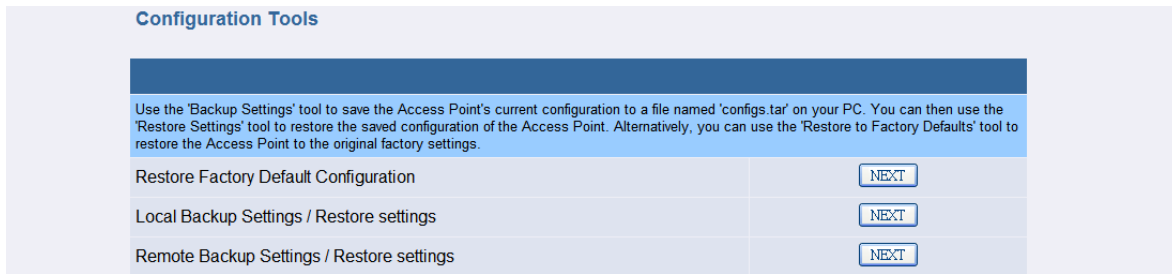 Configuration Tools
Use the 'Backup Settings' tool to save the Access Point's current configuration to a file named 'configs.tar' on your PC. You can then use the
'Restore Settings' tool to restore the saved configuration of the Access Point. Alternatively, you can use the 'Restore to Factory Defaults' tool to
restore the Access Point to the original factory settings.
Restore Factory Default Configuration NEXT
Local Backup Settings / Restore settings NEXT
Remote Backup Settings / Restore settings NEXT